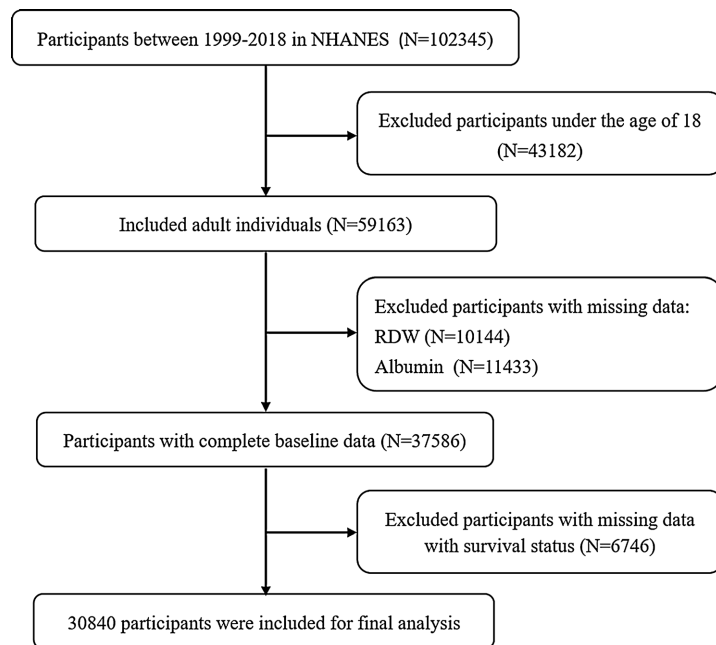 Participants between 1999-2018 in NHANES (N=102345)
Excluded participants under the age of 18
(N=43182)
Included adult individuals (N=59163)
Excluded participants with missing data:
RDW (N=10144)
Albumin (N=11433)
Participants with complete baseline data (N=37586)
Excluded participants with missing data
with survival status (N=6746)
30840 participants were included for final analysis